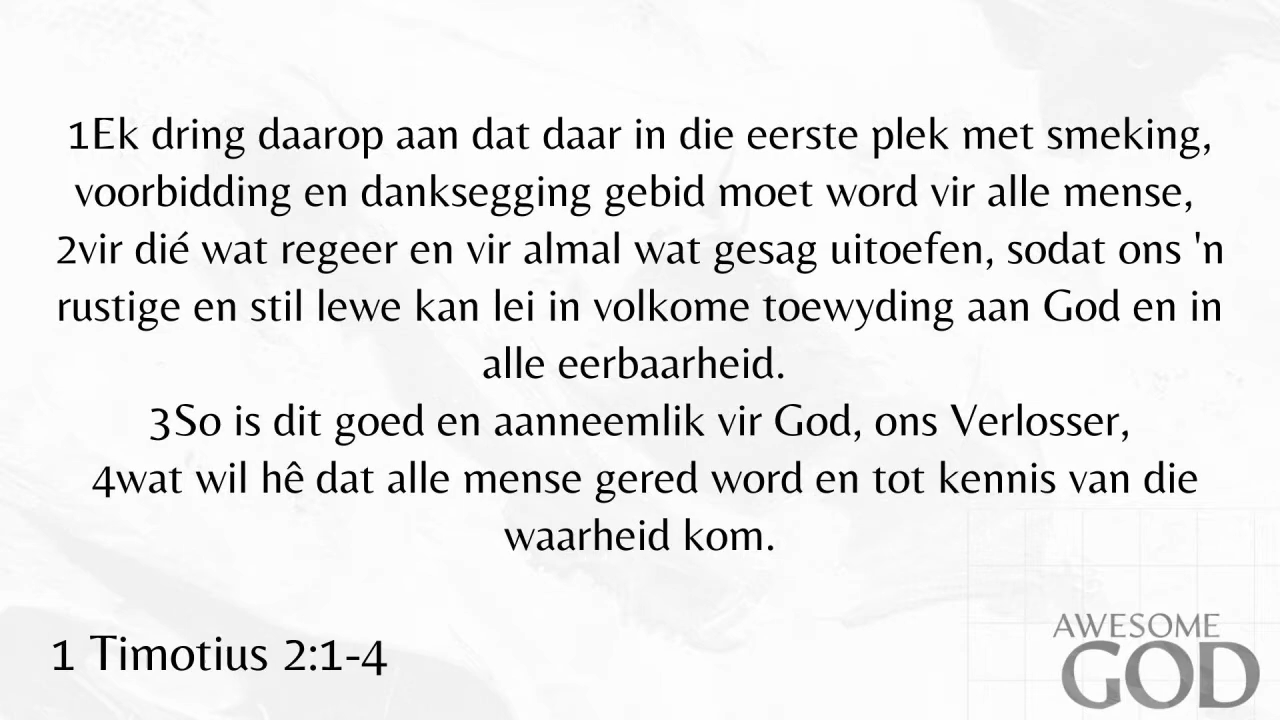 1Ek dring daarop aan dat daar in die eerste plek met smeking,
voorbidding en danksegging gebid moet word vir alle mense,
2vir dié wat regeer en vir almal wat gesag uitoefen, sodat ons 'n
rustige en stil lewe kan lei in volkome toewyding aan God en in
alle eerbaarheid.
3So is dit goed en aanneemlik vir God, ons Verlosser,
4wat wil hê dat alle mense gered word en tot kennis van die
waarheid kom.
1 Timotius 2:1-4
AWESOME
GOD